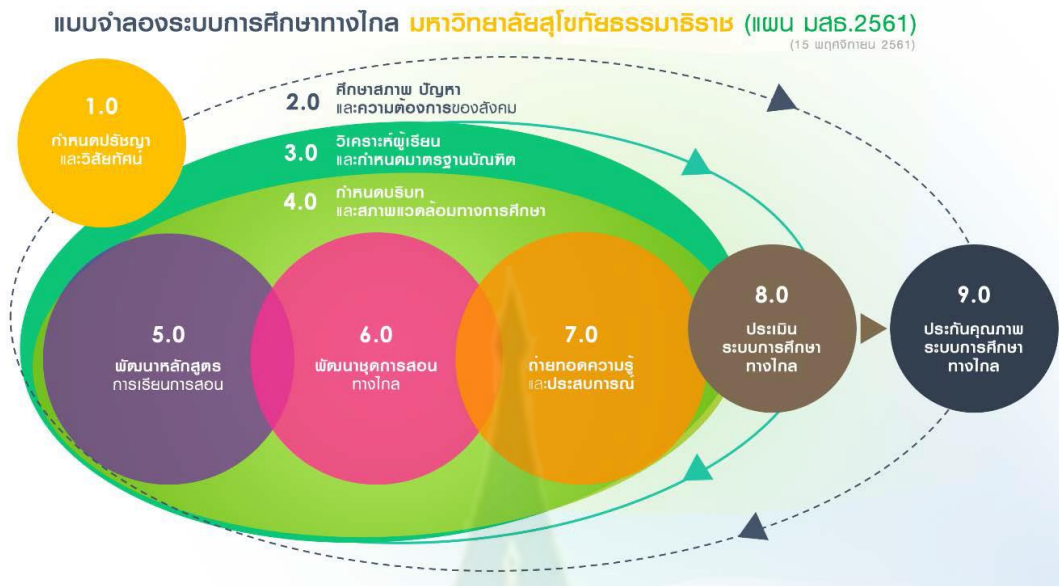 แบบจำลองระบบการศึกษาทางไกล มหาวิทยาลัยสุโขทัยธรรมาธิราช (แผน มสธ.2561)
(15 พฤศจิกายน 2561)
1.0
กำหนดปรัชญา
และวิสัยทัศน์
2.0 ศึกษาสภาพ ปัญหา
และความต้องการของสังคม
3.0 วิเคราะห์ผู้เรียน
และกำหนดมาตรฐานบัณฑิต
4.0 กำหนดบริบท
และสภาพแวดล้อมทางการศึกษา
5.0
พัฒนาหลักสูตร
การเรียนการสอน
6.0
พัฒนาชุดการสอน
ทางไกล
7.0
ถ่ายทอดความรู้
และประสบการณ์
8.0
ประเมิน
ระบบการศึกษา
ทางไกล
9.0
ประกันคุณภาพ
ระบบการศึกษา
ทางไกล